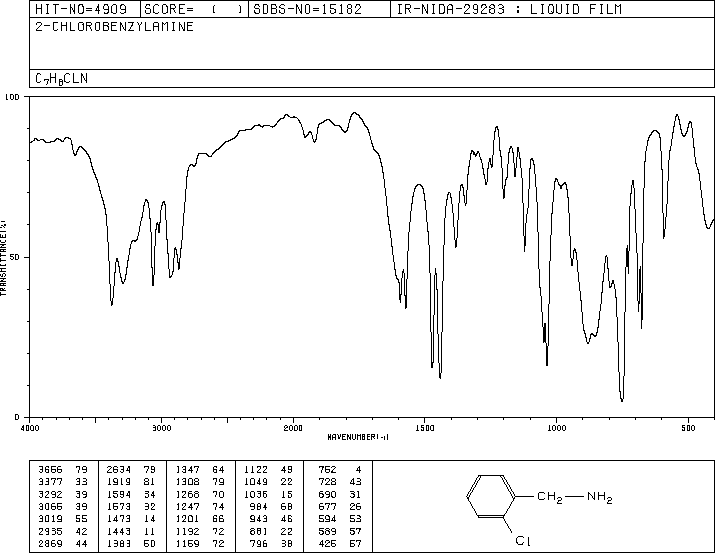 HIT-NO=4909 SCORE= ( ) SDBS-NO=15182 IR-NIDA-29283 : LIQUID FILM
2-CHLOROBENZYLAMINE
C7H8CLN
100
TRANSMITTANCE(%)
50
0
4000 3000 2000 1500 1000 500
WAVENUMBER(-1)
3656 79 2634 79 1347 64 1122 49 752 4
3377 33 1919 81 1308 79 1049 22 728 43
3292 39 1594 34 1268 70 1036 15 690 31
3065 39 1573 32 1247 74 984 68 677 26
3019 55 1473 14 1201 66 943 46 594 53
2935 42 1443 11 1192 72 881 22 589 57
2869 44 1383 50 1159 72 796 38 425 57
CH2 NH2
Cl